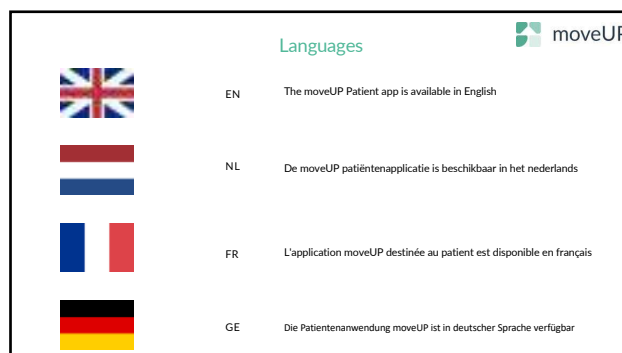 Languages
moveUP
EN
The moveUP Patient app is available in English
NL
De moveUP patiëntenapplicatie is beschikbaar in het nederlands
FR
L'application moveUP destinée au patient est disponible en français
GE
Die Patientenanwendung moveUP ist in deutscher Sprache verfügbar